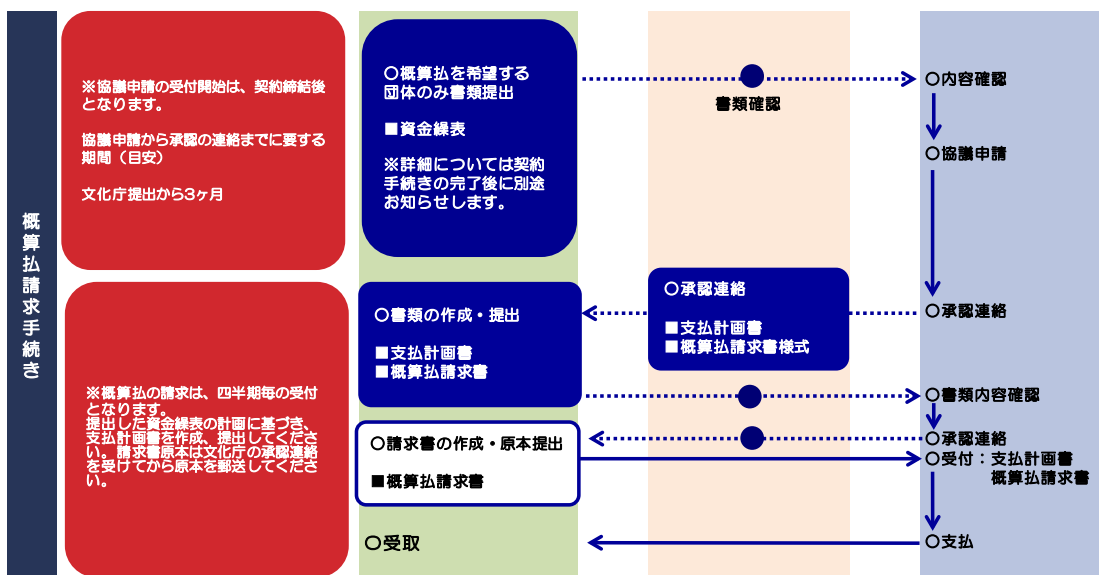 概算払請求手続き
※協議申請の受付開始は、契約締結後
となります。
協議申請から承認の連絡までに要する
期間（目安）
文化庁提出から3ヶ月
〇概算払を希望する
団体のみ書類提出
■資金繰表
※詳細については契約
手続きの完了後に別途
お知らせします。
書類確認
〇内容確認
〇協議申請
〇承認連絡
〇承認連絡
■支払計画書
■概算払請求書様式
〇書類の作成・提出
■支払計画書
■概算払請求書
※概算払の請求は、四半期毎の受付
となります。
提出した資金繰表の計画に基づき、
支払計画書を作成、提出してくださ
い。請求書原本は文化庁の承認連絡
を受けてから原本を郵送してくださ
い。
〇書類内容確認
〇承認連絡
〇請求書の作成・原本提出
■概算払請求書
〇受付：支払計画書
概算払請求書
〇受取
〇支払